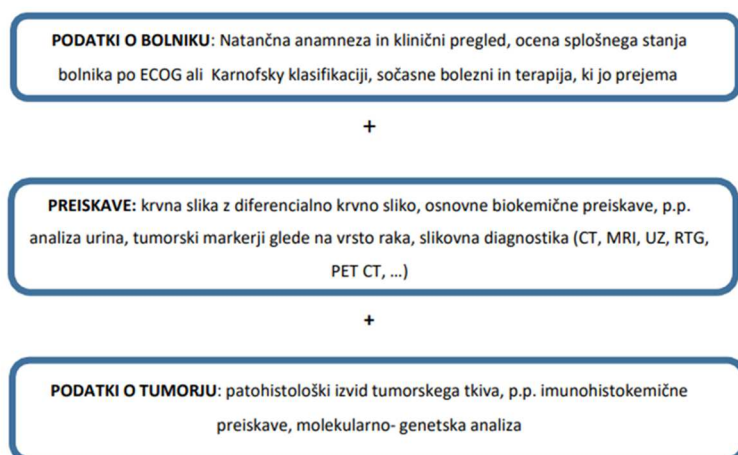 PODATKI O BOLNIKU: Natančna anamneza in klinični pregled, ocena splošnega stanja
bolnika po ECOG ali Karnofsky klasifikaciji, sočasne bolezni in terapija, ki jo prejema
+
PREISKAVE: krvna slika z diferencialno krvno sliko, osnovne biokemične preiskave, p.p.
analiza urina, tumorski markerji glede na vrsto raka, slikovna diagnostika (CT, MRI, UZ, RTG,
PET CT, ...)
+
PODATKI O TUMORJU: patohistološki izvid tumorskega tkiva, p.p. imunohistokemične
preiskave, molekularno- genetska analiza